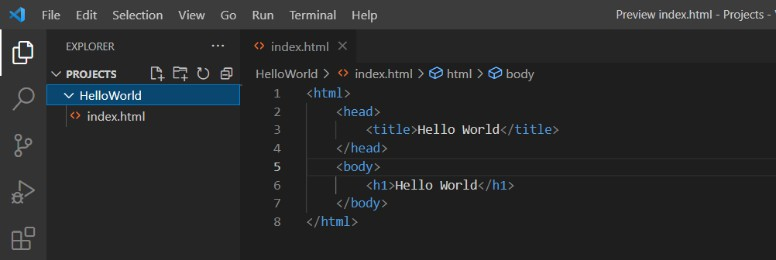 File Edit Selection View Go Run Terminal Help Preview index.html - Projects -
EXPLORER ···
PROJECTS
HelloWorld
<> index.html
<> index.html ×
HelloWorld > <> index.html > html > body
1 <html>
2 <head>
3 <title>Hello World</title>
4 </head>
5 <body>
6 <h1>Hello World</h1>
7 </body>
8 </html>